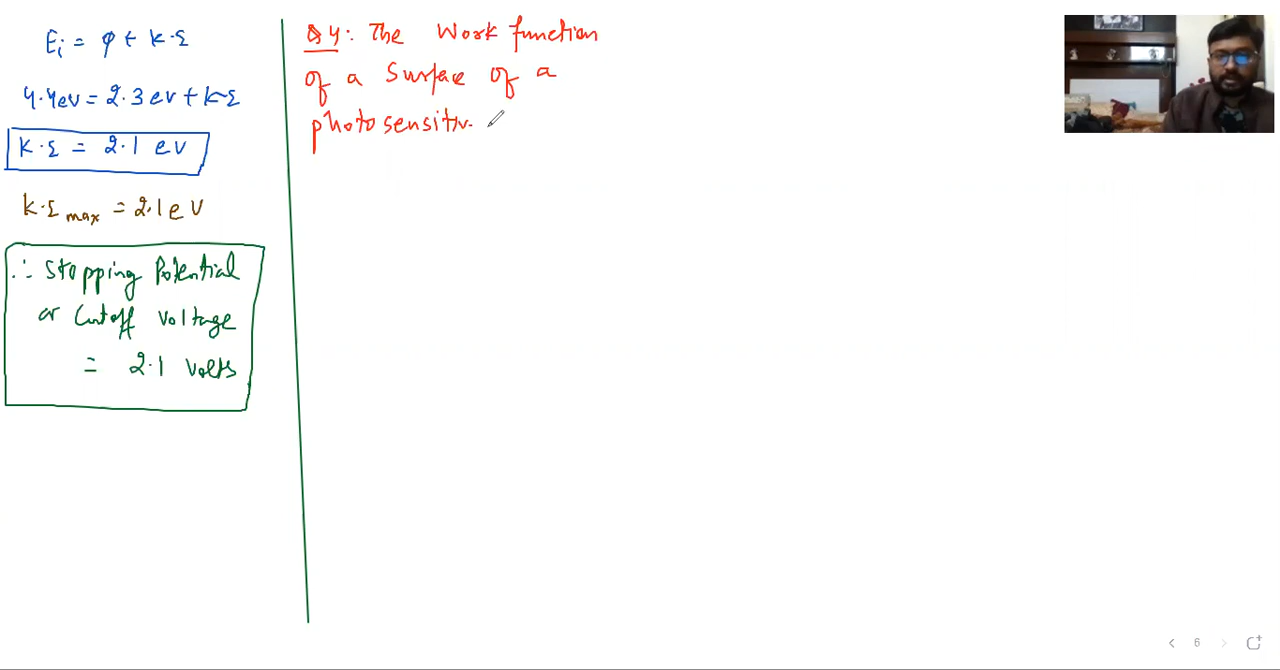 Ei = φ + K·E
4.4ev = 2.3 ev + K·E
K·E = 2.1 ev
K·E max = 2.1 eV
∴ Stopping Potential
or Cutoff voltage
= 2.1 Volts
Q4: The Work function
of a Surface of a
photosensitiv.
6